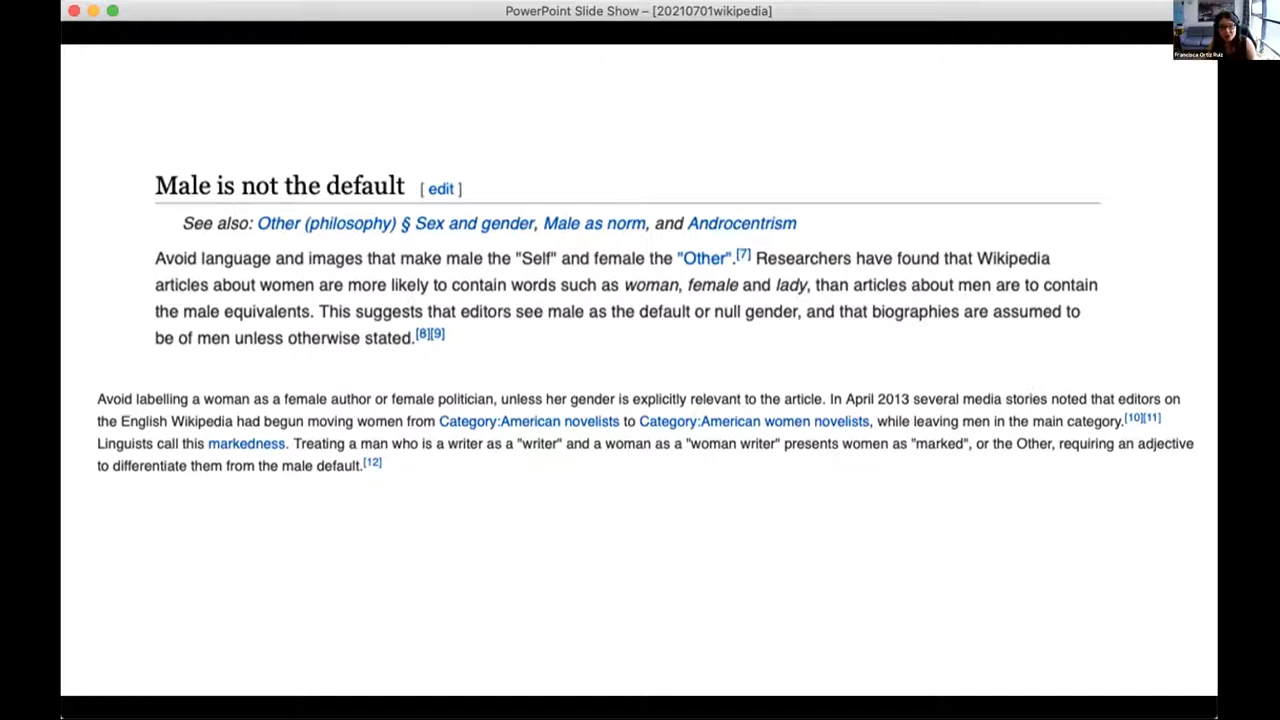 PowerPoint Slide Show – [20210701wikipedia]
Francisca Ortiz Ruiz
Male is not the default [ edit ]
See also: Other (philosophy) § Sex and gender, Male as norm, and Androcentrism
Avoid language and images that make male the "Self" and female the "Other".[7] Researchers have found that Wikipedia
articles about women are more likely to contain words such as woman, female and lady, than articles about men are to contain
the male equivalents. This suggests that editors see male as the default or null gender, and that biographies are assumed to
be of men unless otherwise stated.[8][9]
Avoid labelling a woman as a female author or female politician, unless her gender is explicitly relevant to the article. In April 2013 several media stories noted that editors on
the English Wikipedia had begun moving women from Category:American novelists to Category:American women novelists, while leaving men in the main category.[10][11]
Linguists call this markedness. Treating a man who is a writer as a "writer" and a woman as a "woman writer" presents women as "marked", or the Other, requiring an adjective
to differentiate them from the male default.[12]